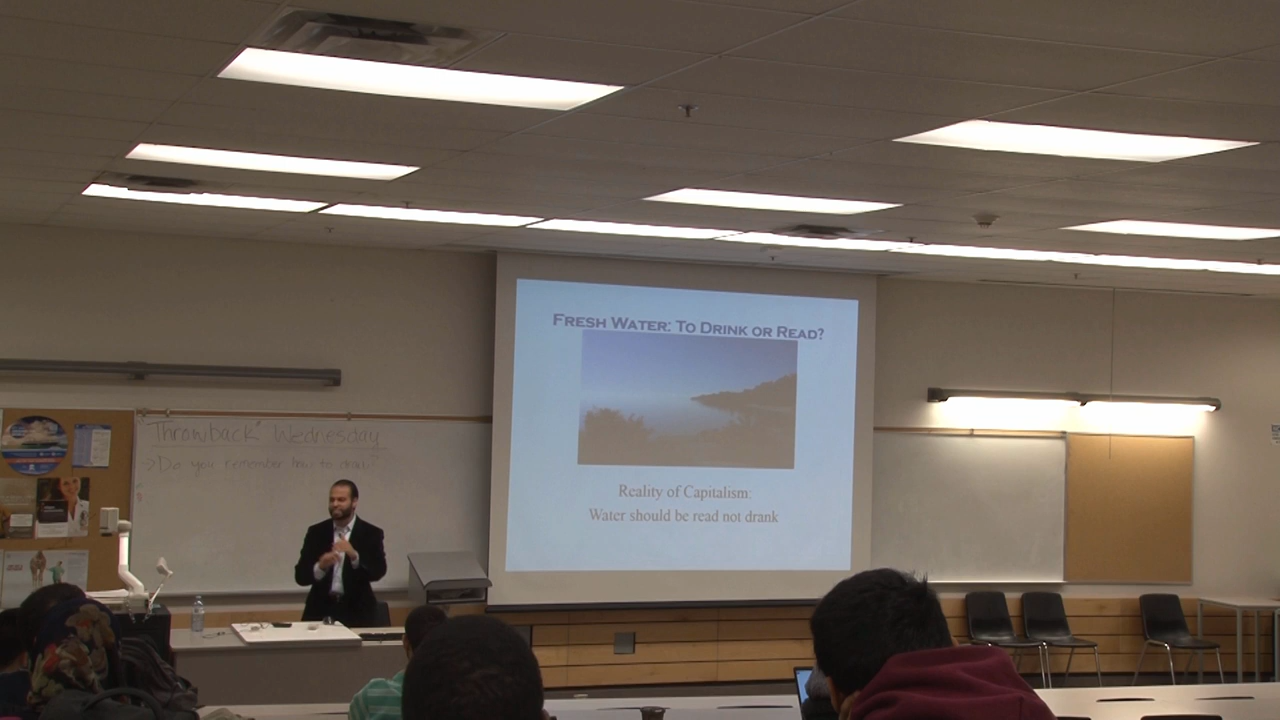 "Throwback" Wednesday
→ Do you remember how to draw?
FRESH WATER: TO DRINK OR READ?
Reality of Capitalism:
Water should be read not drank